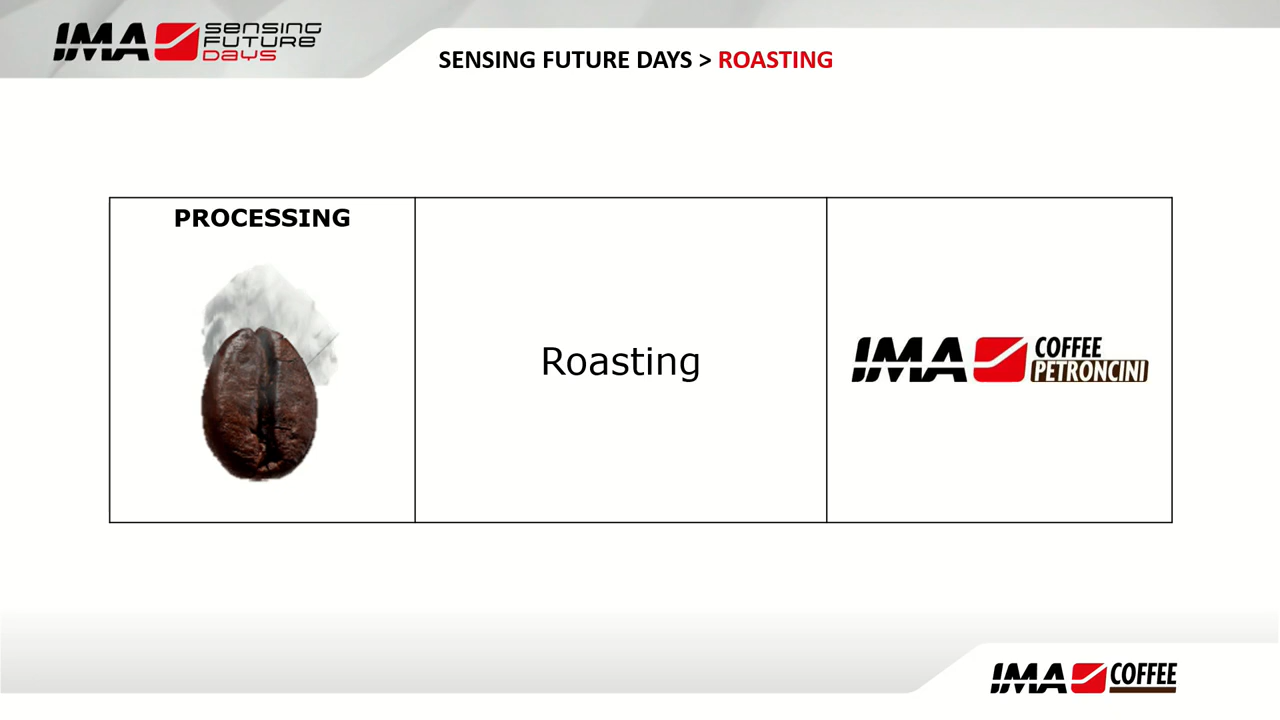 IMA SENSING
FUTURE
DAYS
SENSING FUTURE DAYS > ROASTING
PROCESSING
Roasting
IMA COFFEE
PETRONCINI
IMA COFFEE